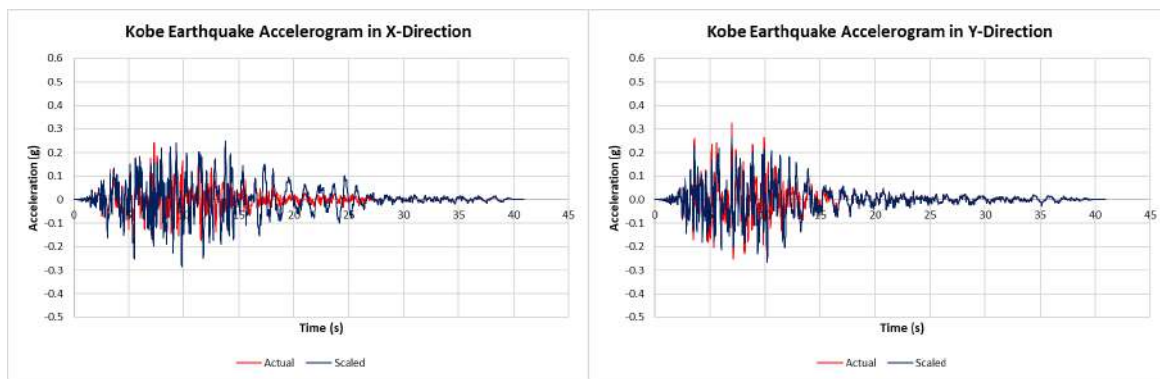 Kobe Earthquake Accelerogram in X-Direction
0.6
0.5
0.4
0.3
0.2
0.1
0
-0.1
-0.2
-0.3
-0.4
-0.5
Acceleration (g)
0 5 10 15 20 25 30 35 40 45
Time (s)
Actual Scaled
Kobe Earthquake Accelerogram in Y-Direction
0.6
0.5
0.4
0.3
0.2
0.1
0.0
-0.1
-0.2
-0.3
-0.4
-0.5
Acceleration (g)
0 5 10 15 20 25 30 35 40 45
Time (s)
Actual Scaled